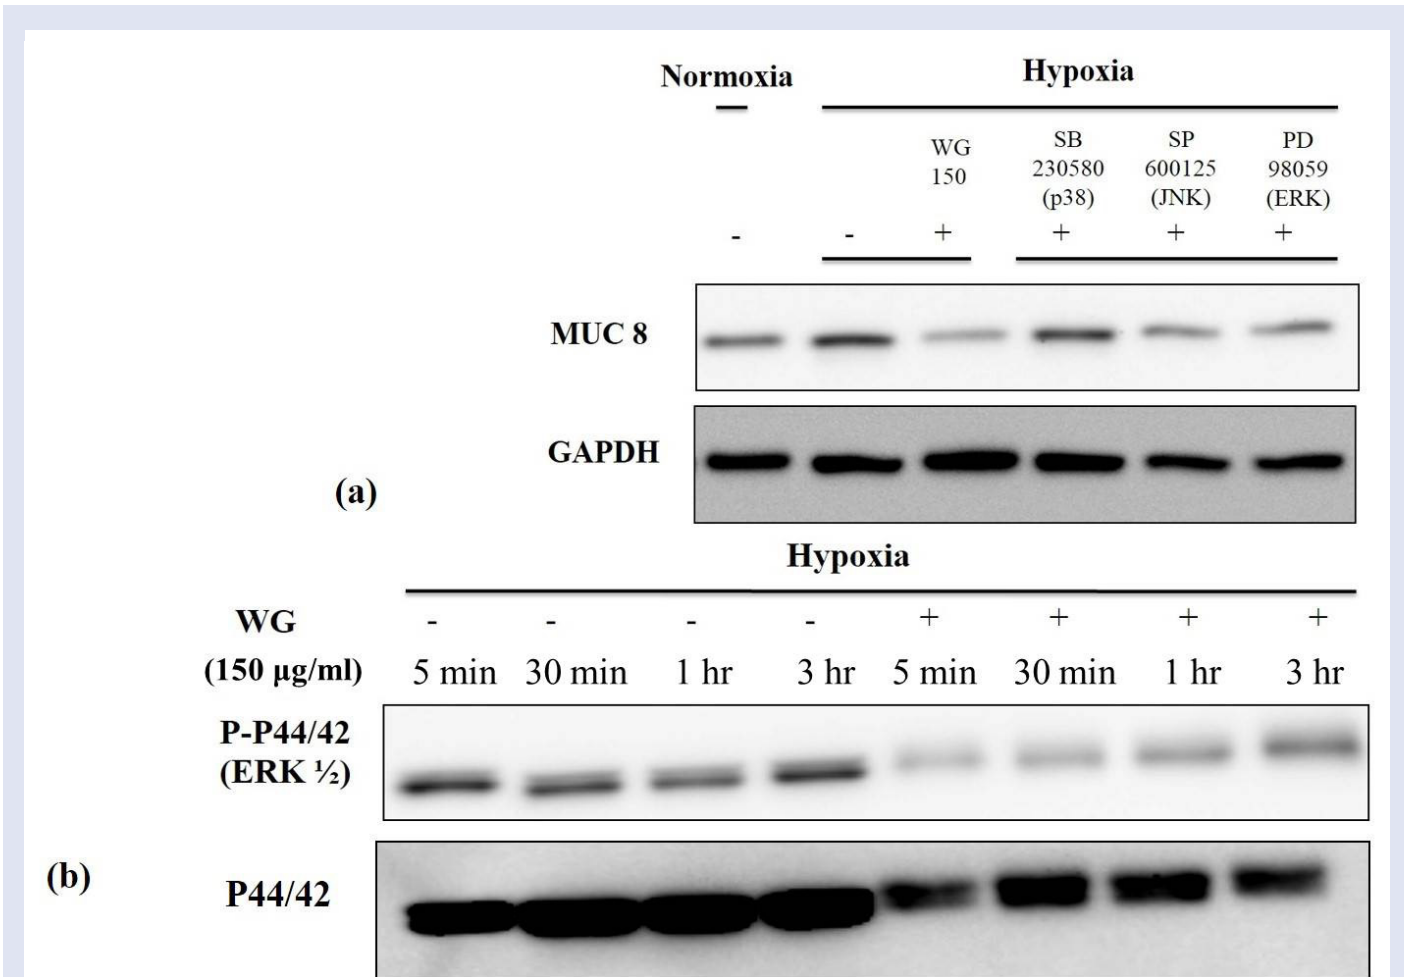 Normoxia
Hypoxia
WG
150
SB
230580
(p38)
SP
600125
(JNK)
PD
98059
(ERK)
- - + + + +
MUC 8
GAPDH
(a)
Hypoxia
WG - - - - + + + +
(150 µg/ml) 5 min 30 min 1 hr 3 hr 5 min 30 min 1 hr 3 hr
P-P44/42
(ERK ½)
(b)
P44/42